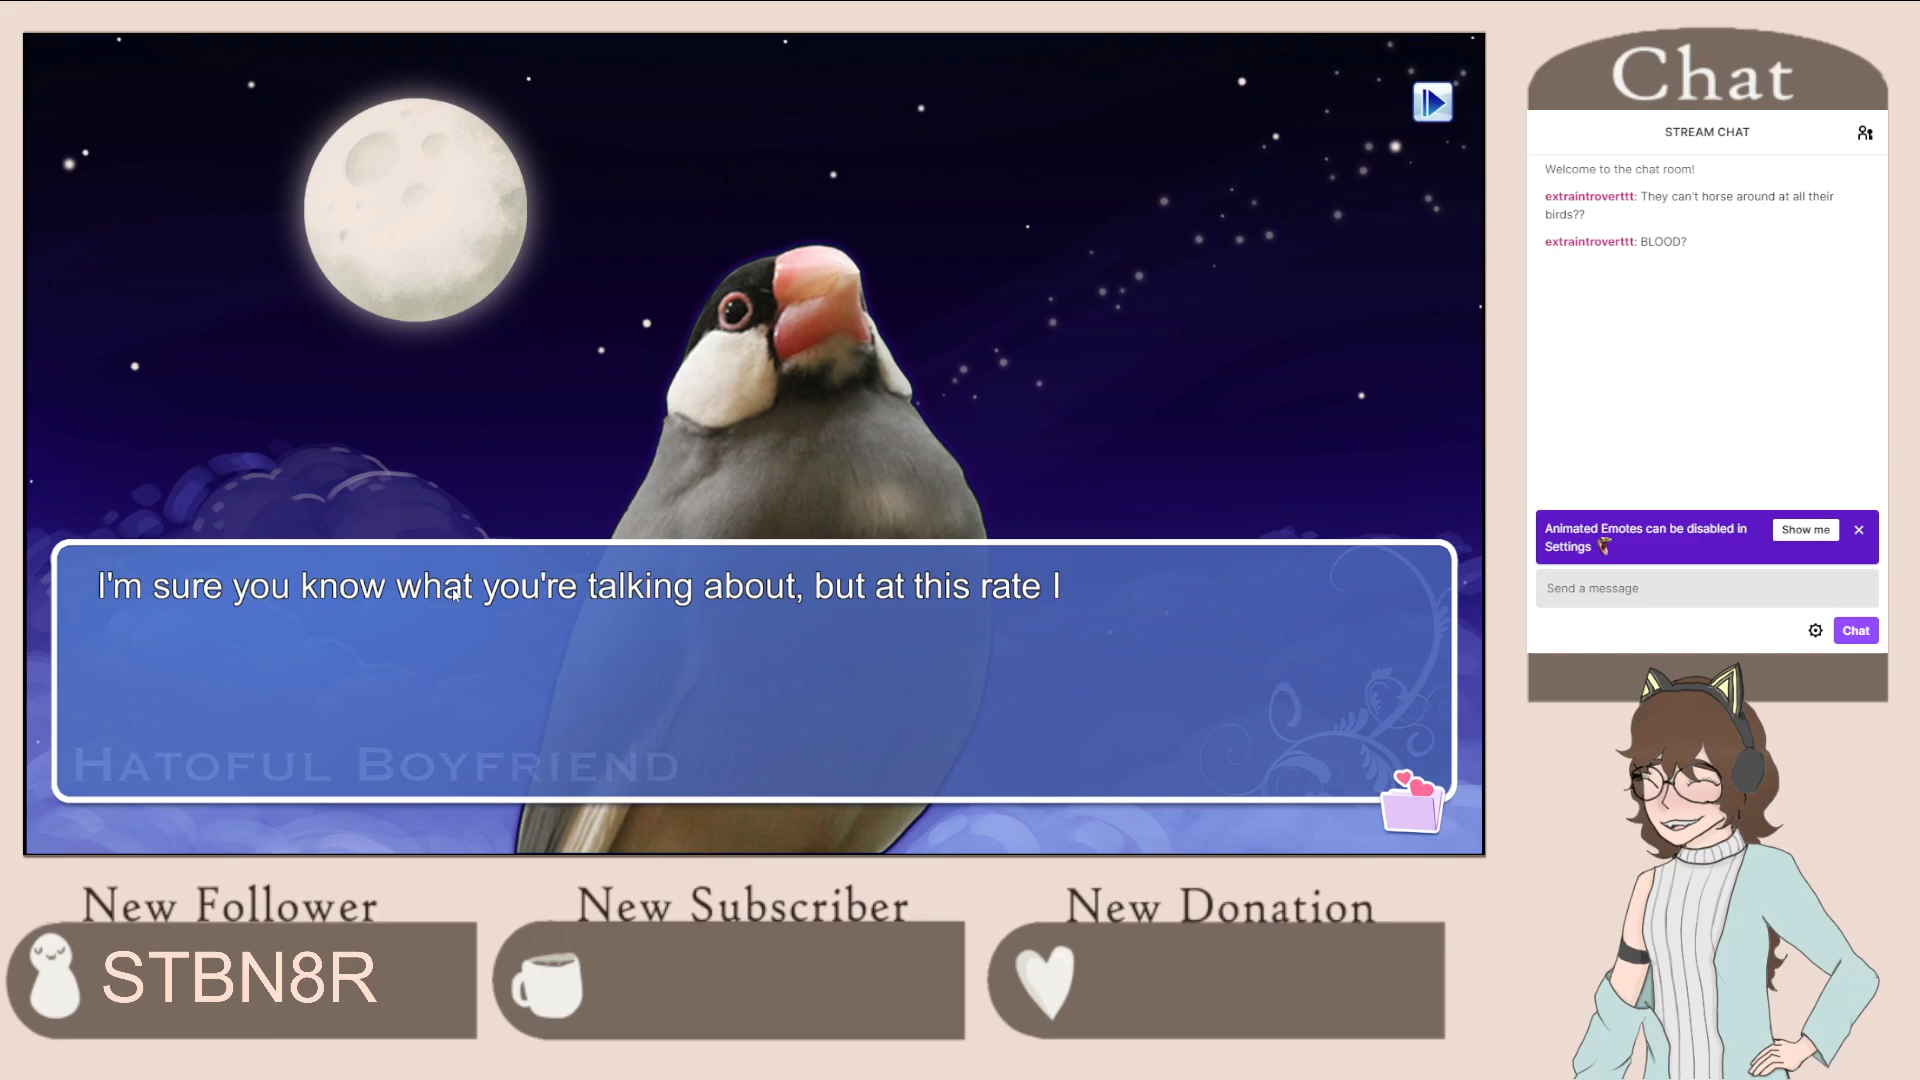 I'm sure you know what you're talking about, but at this rate I
HATOFUL BOYFRIEND
Chat
STREAM CHAT
Welcome to the chat room!
extraintroverttt: They can't horse around at all their
birds??
extraintroverttt: BLOOD?
Animated Emotes can be disabled in
Settings
Show me
Send a message
Chat
New Follower
STBN8R
New Subscriber
New Donation